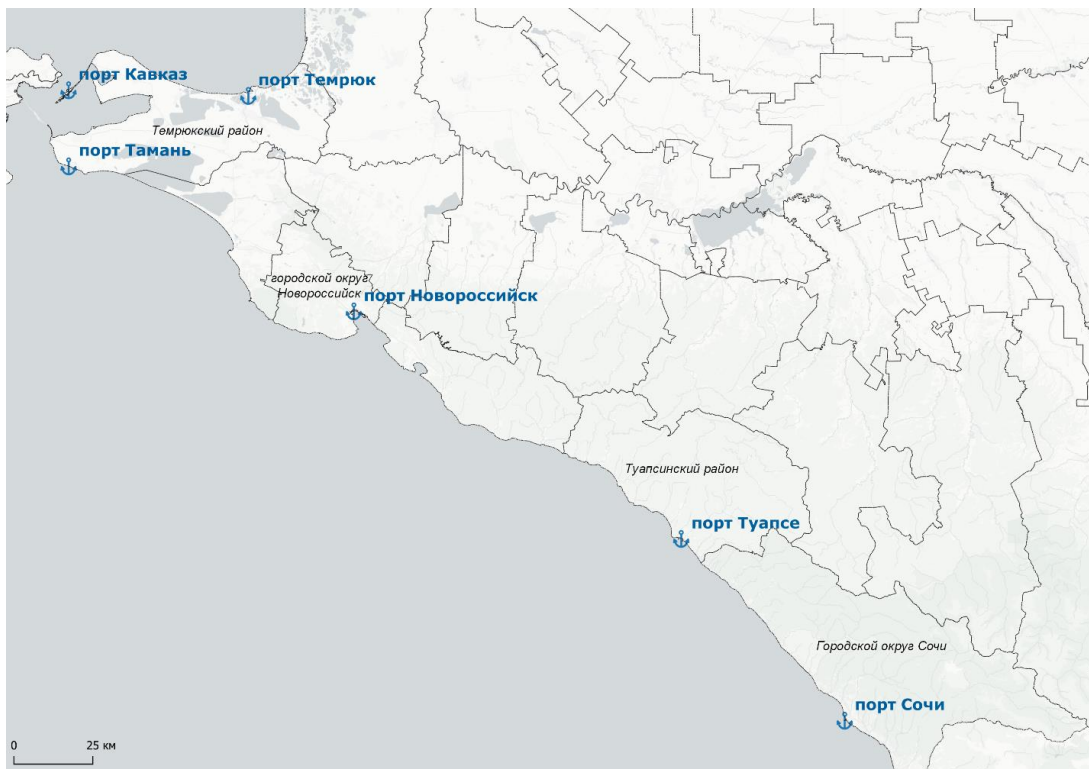 порт Кавказ
порт Темрюк
Темрюкский район
порт Тамань
городской округ
Новороссийск
порт Новороссийск
Туапсинский район
порт Туапсе
Городской округ Сочи
порт Сочи
0 25 км